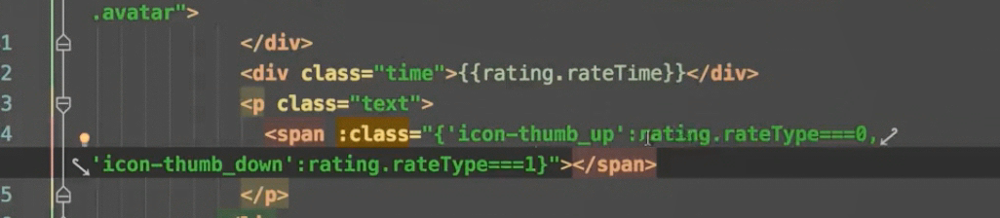 .avatar">
1 </div>
2 <div class="time">{{rating.rateTime}}</div>
3 <p class="text">
4 <span :class="{'icon-thumb_up':rating.rateType===0,
'icon-thumb_down':rating.rateType===1}"></span>
5 </p>